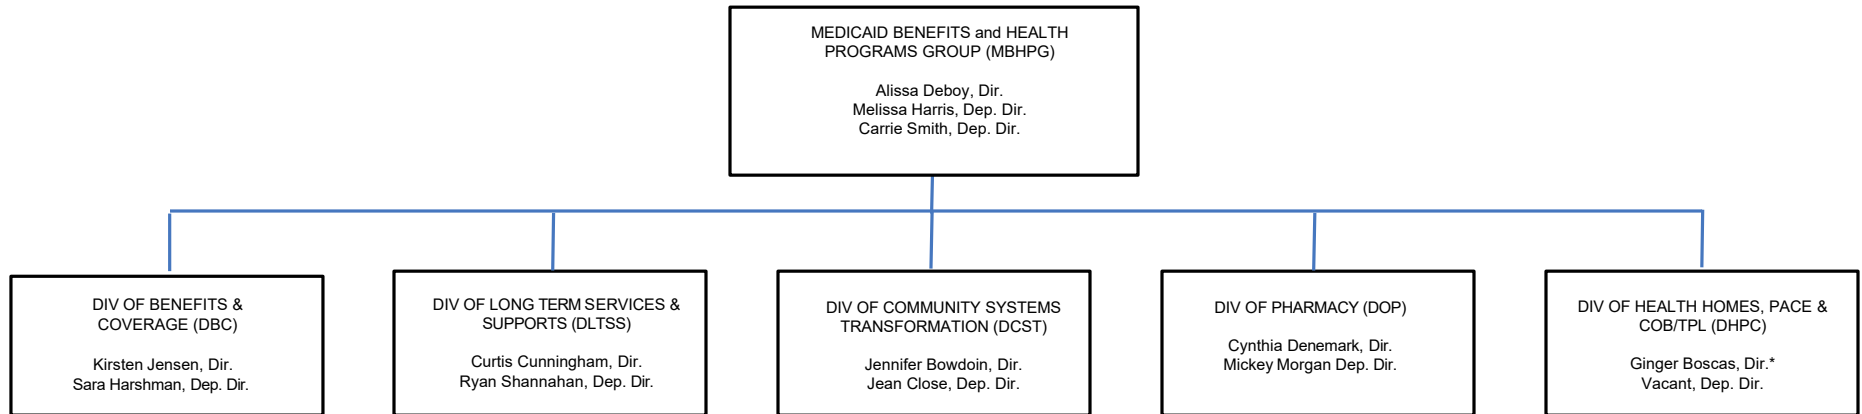 MEDICAID BENEFITS and HEALTH
PROGRAMS GROUP (MBHPG)
Alissa Deboy, Dir.
Melissa Harris, Dep. Dir.
Carrie Smith, Dep. Dir.
DIV OF BENEFITS &
COVERAGE (DBC)
Kirsten Jensen, Dir.
Sara Harshman, Dep. Dir.
DIV OF LONG TERM SERVICES &
SUPPORTS (DLTSS)
Curtis Cunningham, Dir.
Ryan Shannahan, Dep. Dir.
DIV OF COMMUNITY SYSTEMS
TRANSFORMATION (DCST)
Jennifer Bowdoin, Dir.
Jean Close, Dep. Dir.
DIV OF PHARMACY (DOP)
Cynthia Denemark, Dir.
Mickey Morgan Dep. Dir.
DIV OF HEALTH HOMES, PACE &
COB/TPL (DHPC)
Ginger Boscas, Dir.*
Vacant, Dep. Dir.